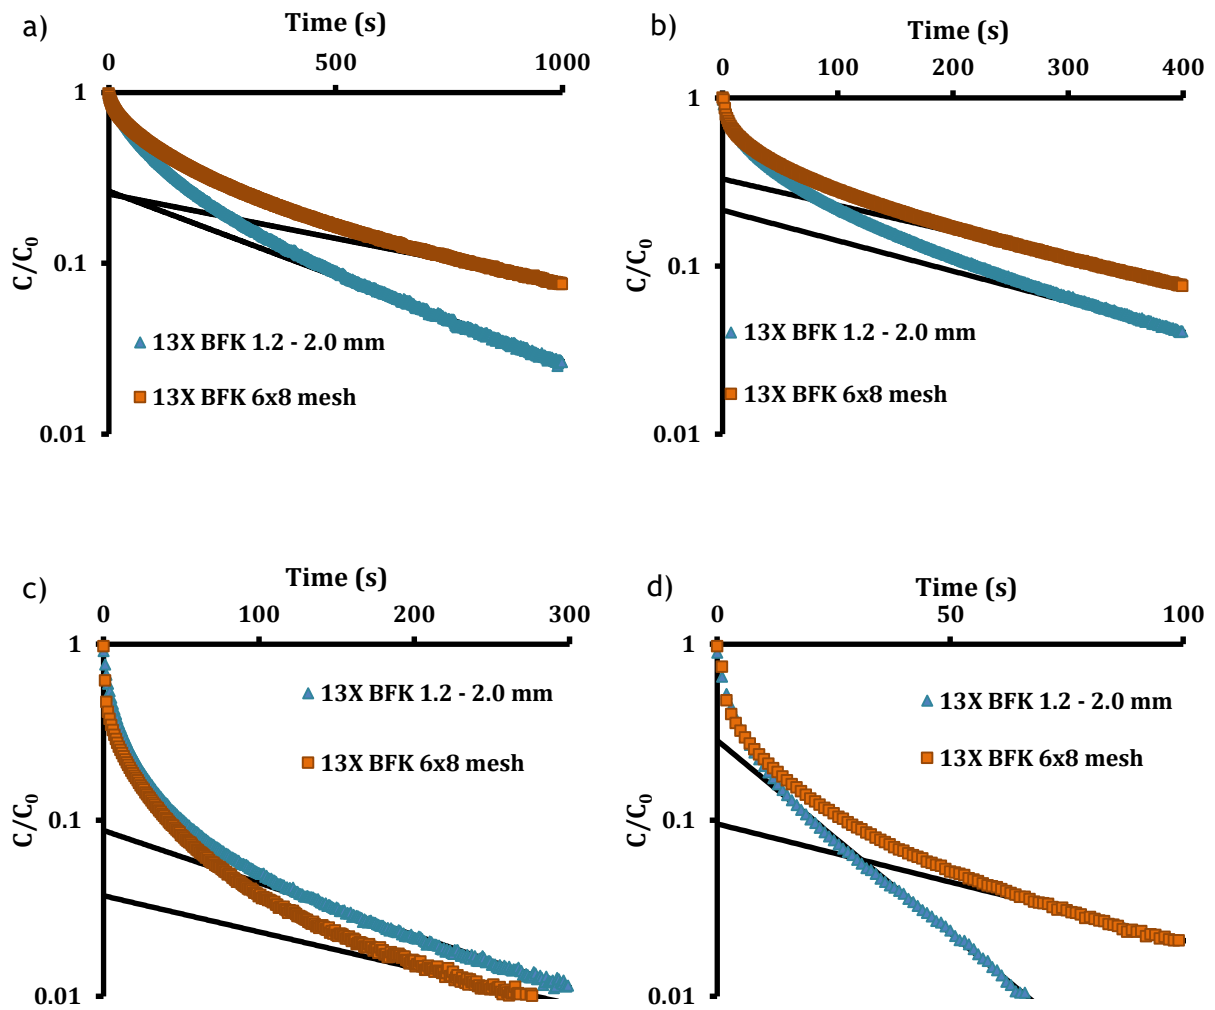 a)
Time (s)
0 500 1000
1
0.1
0.01
C/C0
13X BFK 1.2 - 2.0 mm
13X BFK 6x8 mesh
b)
Time (s)
0 100 200 300 400
1
0.1
0.01
C/C0
13X BFK 1.2 - 2.0 mm
13X BFK 6x8 mesh
c)
Time (s)
0 100 200 300
1
0.1
0.01
C/C0
13X BFK 1.2 - 2.0 mm
13X BFK 6x8 mesh
d)
Time (s)
0 50 100
1
0.1
0.01
C/C0
13X BFK 1.2 - 2.0 mm
13X BFK 6x8 mesh